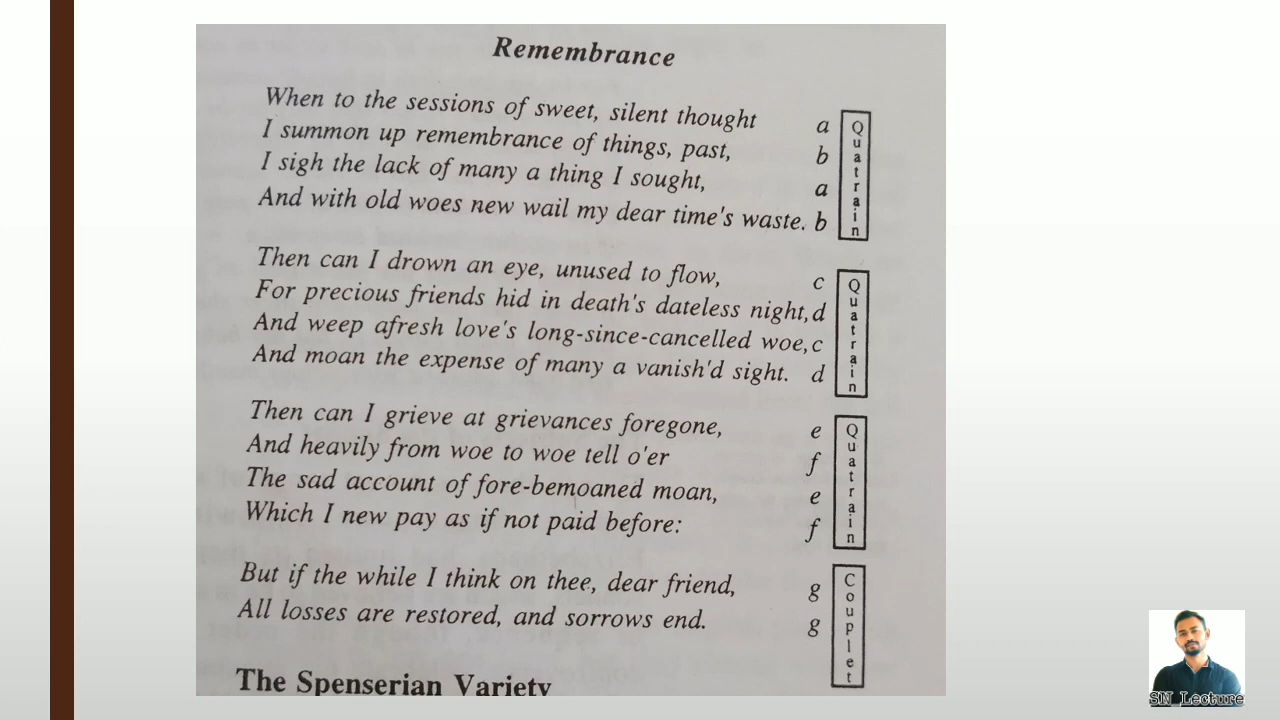 Remembrance
When to the sessions of sweet, silent thought a
I summon up remembrance of things, past, b
I sigh the lack of many a thing I sought, a
And with old woes new wail my dear time's waste. b
Quatrain
Then can I drown an eye, unused to flow, c
For precious friends hid in death's dateless night, d
And weep afresh love's long-since-cancelled woe, c
And moan the expense of many a vanish'd sight. d
Quatrain
Then can I grieve at grievances foregone, e
And heavily from woe to woe tell o'er f
The sad account of fore-bemoaned moan, e
Which I new pay as if not paid before: f
Quatrain
But if the while I think on thee, dear friend, g
All losses are restored, and sorrows end. g
Couplet
The Spenserian Variety
SN Lecture